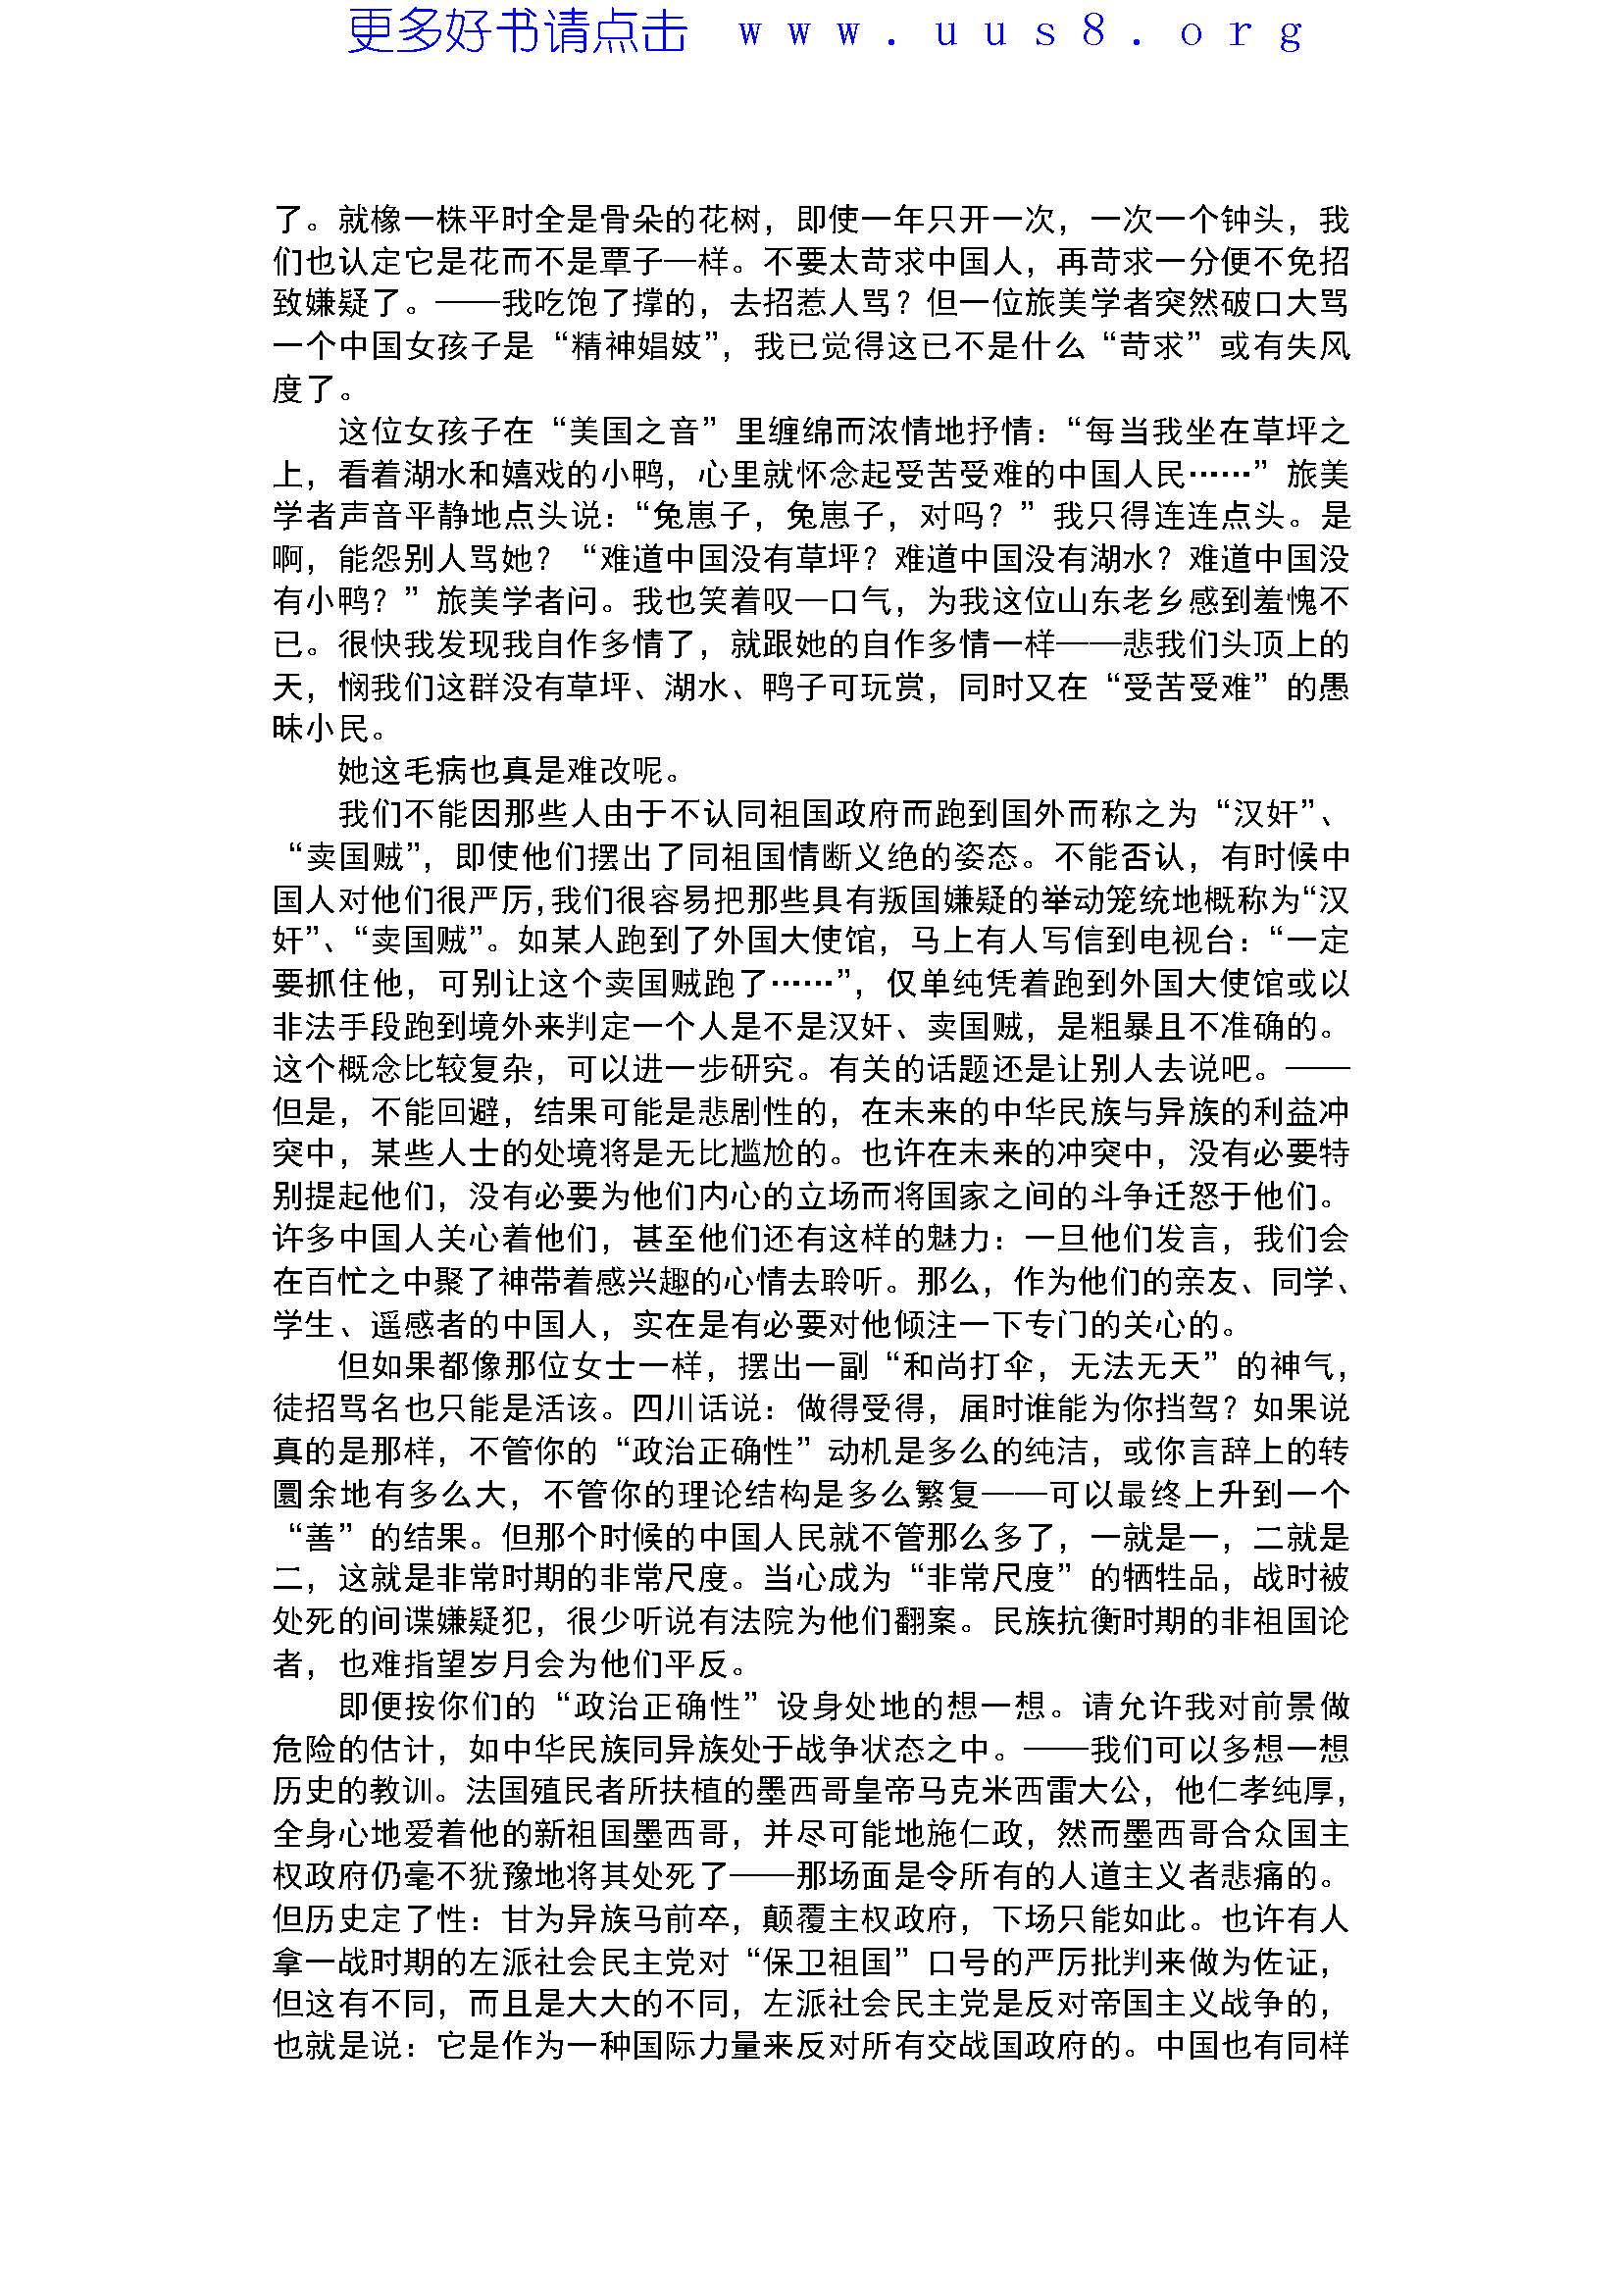 更多好书请点击 www.uus8.org
了。就橡一株平时全是骨朵的花树，即使一年只开一次，一次一个钟头，我
们也认定它是花而不是覃子—样。不要太苛求中国人，再苛求一分便不免招
致嫌疑了。——我吃饱了撑的，去招惹人骂？但一位旅美学者突然破口大骂
一个中国女孩子是“精神娼妓”，我已觉得这已不是什么“苛求”或有失风
度了。
这位女孩子在“美国之音”里缠绵而浓情地抒情：“每当我坐在草坪之
上，看着湖水和嬉戏的小鸭，心里就怀念起受苦受难的中国人民……”旅美
学者声音平静地点头说：“兔崽子，兔崽子，对吗？”我只得连连点头。是
啊，能怨别人骂她？“难道中国没有草坪？难道中国没有湖水？难道中国没
有小鸭？”旅美学者问。我也笑着叹—口气，为我这位山东老乡感到羞愧不
已。很快我发现我自作多情了，就跟她的自作多情一样——悲我们头顶上的
天，悯我们这群没有草坪、湖水、鸭子可玩赏，同时又在“受苦受难”的愚
昧小民。
她这毛病也真是难改呢。
我们不能因那些人由于不认同祖国政府而跑到国外而称之为“汉奸”、
“卖国贼”，即使他们摆出了同祖国情断义绝的姿态。不能否认，有时候中
国人对他们很严厉,我们很容易把那些具有叛国嫌疑的举动笼统地概称为“汉
奸”、“卖国贼”。如某人跑到了外国大使馆，马上有人写信到电视台：“一定
要抓住他，可别让这个卖国贼跑了……”，仅单纯凭着跑到外国大使馆或以
非法手段跑到境外来判定一个人是不是汉奸、卖国贼，是粗暴且不准确的。
这个概念比较复杂，可以进一步研究。有关的话题还是让别人去说吧。——
但是，不能回避，结果可能是悲剧性的，在未来的中华民族与异族的利益冲
突中，某些人士的处境将是无比尴尬的。也许在未来的冲突中，没有必要特
别提起他们，没有必要为他们内心的立场而将国家之间的斗争迁怒于他们。
许多中国人关心着他们，甚至他们还有这样的魅力：一旦他们发言，我们会
在百忙之中聚了神带着感兴趣的心情去聆听。那么，作为他们的亲友、同学、
学生、遥感者的中国人，实在是有必要对他倾注一下专门的关心的。
但如果都像那位女士一样，摆出一副“和尚打伞，无法无天”的神气，
徒招骂名也只能是活该。四川话说：做得受得，届时谁能为你挡驾？如果说
真的是那样，不管你的“政治正确性”动机是多么的纯洁，或你言辞上的转
圜余地有多么大，不管你的理论结构是多么繁复——可以最终上升到一个
“善”的结果。但那个时候的中国人民就不管那么多了，一就是一，二就是
二，这就是非常时期的非常尺度。当心成为“非常尺度”的牺牲品，战时被
处死的间谍嫌疑犯，很少听说有法院为他们翻案。民族抗衡时期的非祖国论
者，也难指望岁月会为他们平反。
即便按你们的“政治正确性”设身处地的想一想。请允许我对前景做
危险的估计，如中华民族同异族处于战争状态之中。——我们可以多想一想
历史的教训。法国殖民者所扶植的墨西哥皇帝马克米西雷大公，他仁孝纯厚，
全身心地爱着他的新祖国墨西哥，并尽可能地施仁政，然而墨西哥合众国主
权政府仍毫不犹豫地将其处死了——那场面是令所有的人道主义者悲痛的。
但历史定了性：甘为异族马前卒，颠覆主权政府，下场只能如此。也许有人
拿一战时期的左派社会民主党对“保卫祖国”口号的严厉批判来做为佐证，
但这有不同，而且是大大的不同，左派社会民主党是反对帝国主义战争的，
也就是说：它是作为一种国际力量来反对所有交战国政府的。中国也有同样